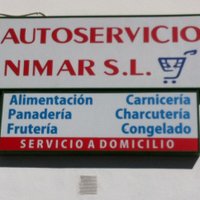 AUTOSERVICIO
NIMAR S.L.
Alimentación Carnicería
Panadería Charcutería
Frutería Congelado
SERVICIO A DOMICILIO